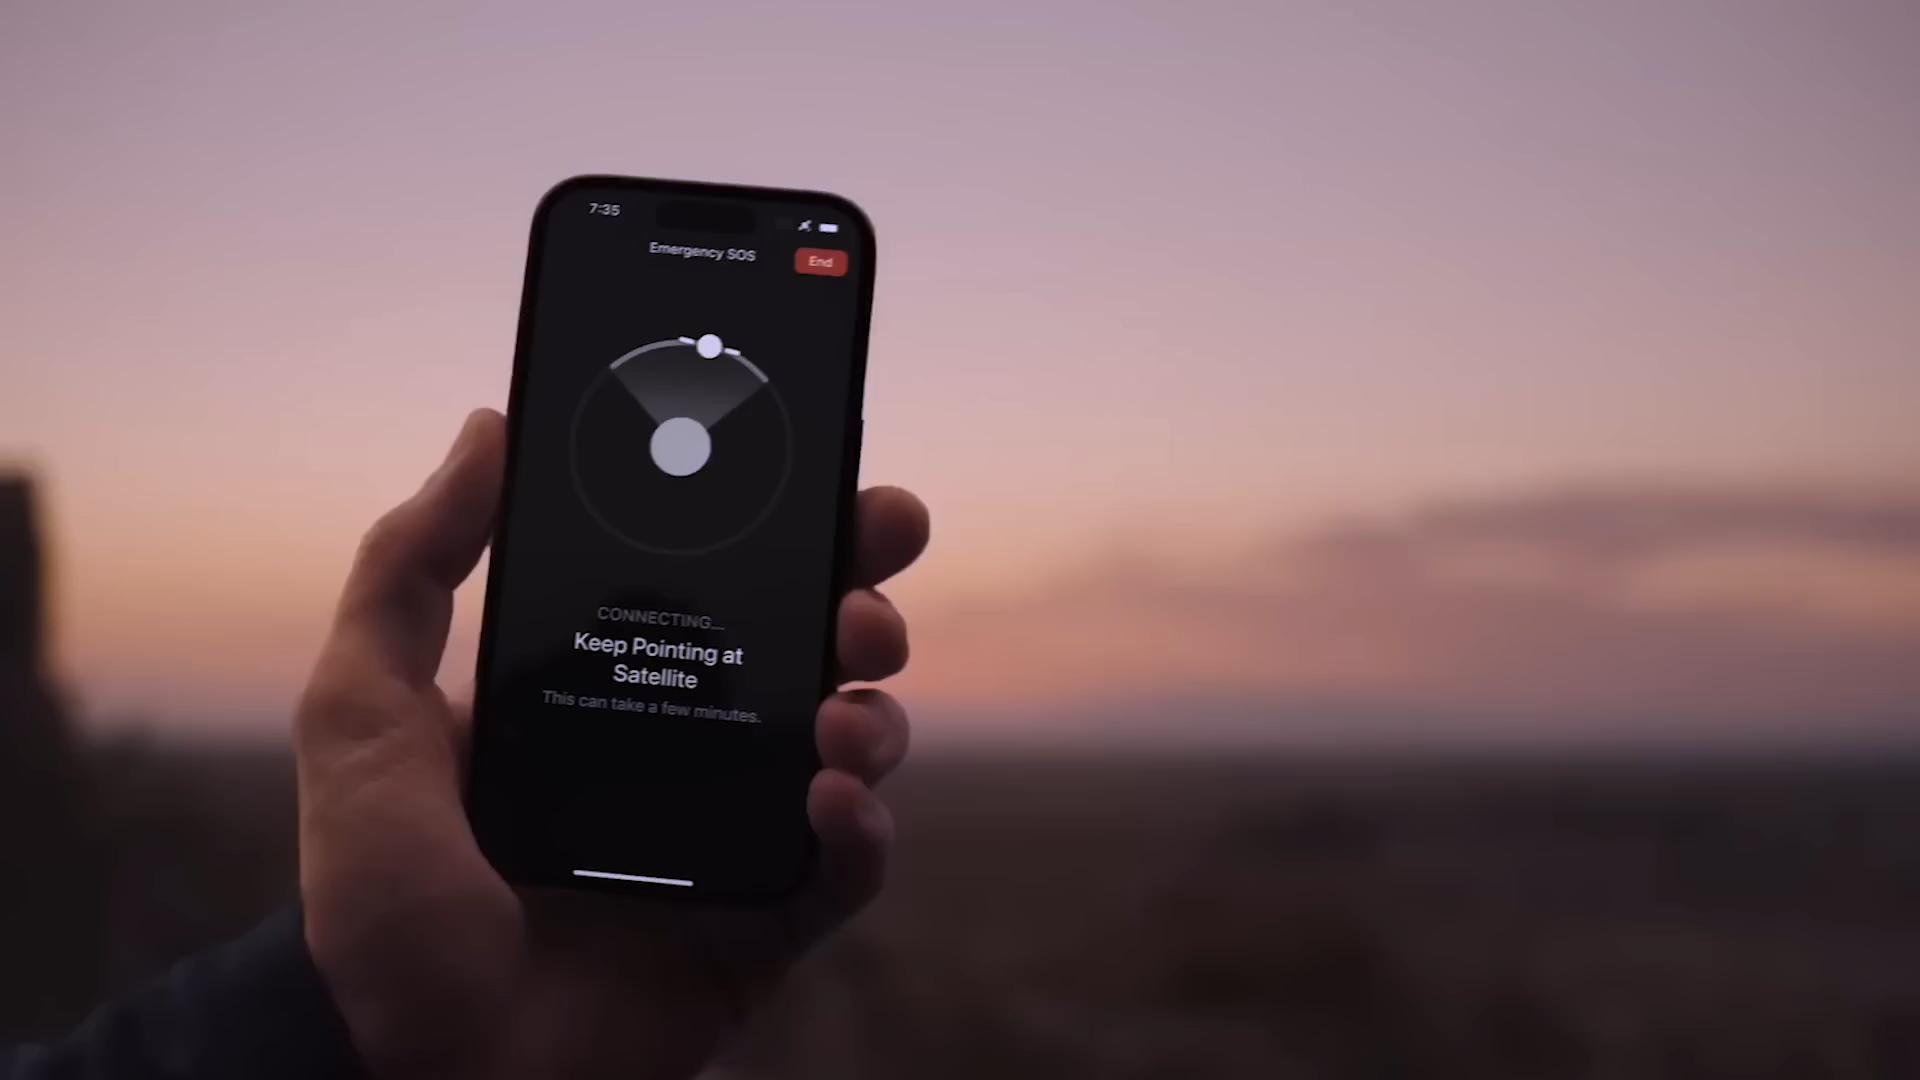 7:35
Emergency SOS
End
CONNECTING...
Keep Pointing at
Satellite
This can take a few minutes.